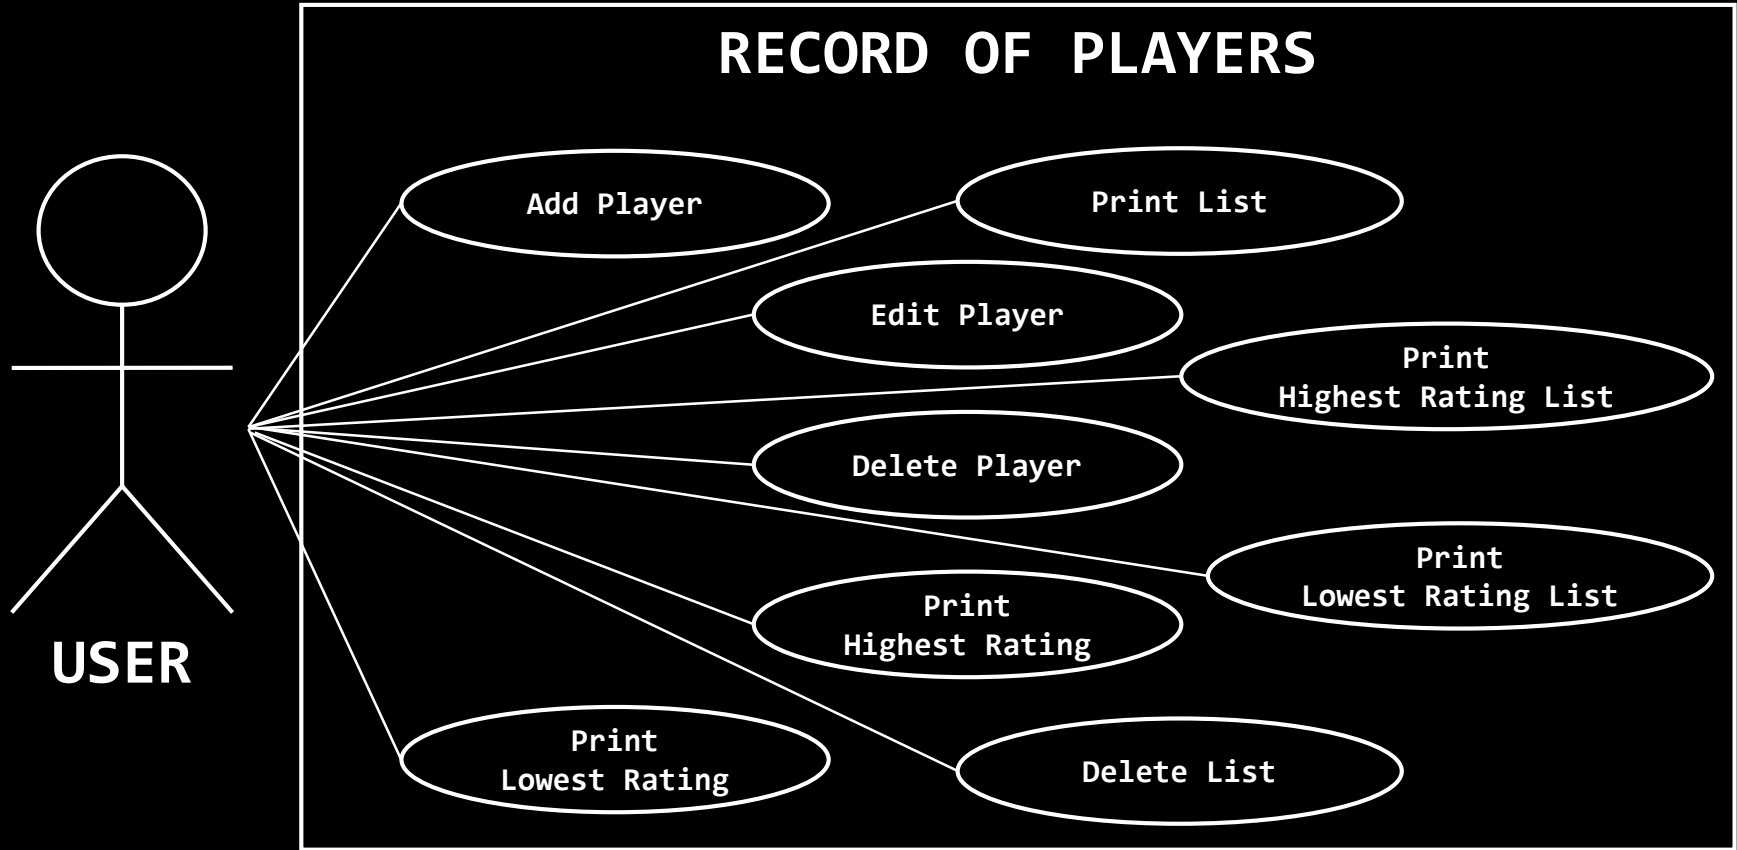 RECORD OF PLAYERS
Add Player
Print List
Edit Player
Print
Highest Rating List
Delete Player
Print
Lowest Rating List
Print
Highest Rating
USER
Print
Lowest Rating
Delete List